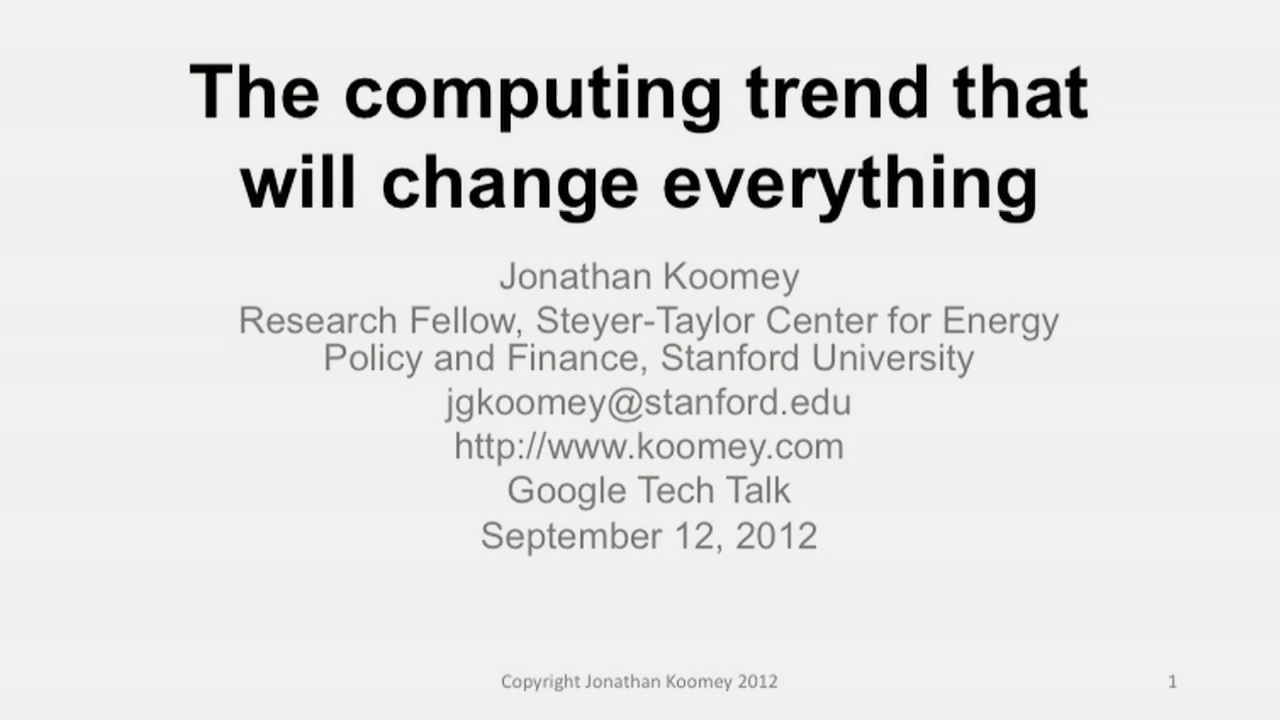 The computing trend that
will change everything
Jonathan Koomey
Research Fellow, Steyer-Taylor Center for Energy
Policy and Finance, Stanford University
jgkoomey@stanford.edu
http://www.koomey.com
Google Tech Talk
September 12, 2012
Copyright Jonathan Koomey 2012
1